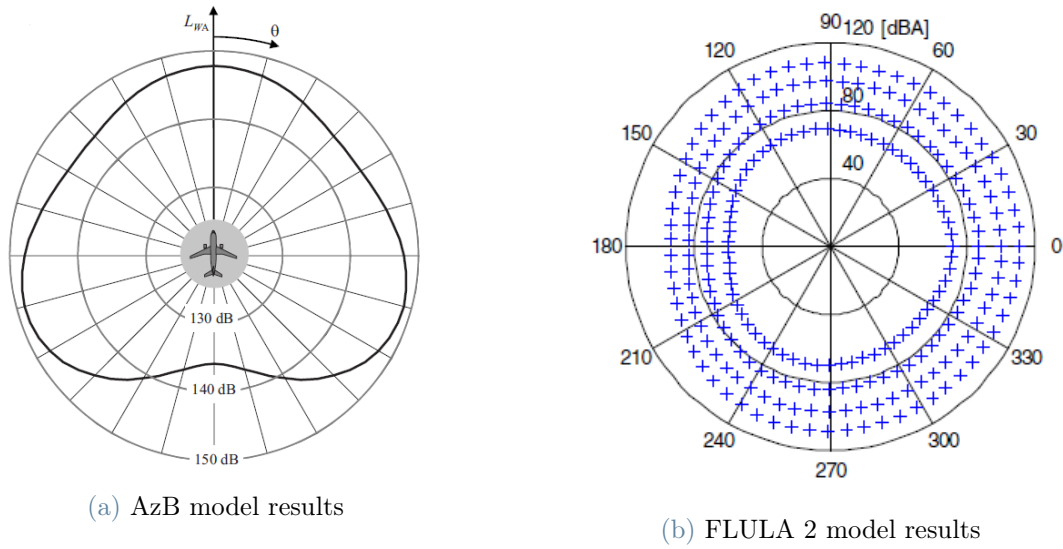 L_WA
θ
130 dB
140 dB
150 dB
(a) AzB model results
90
120 [dBA]
120
60
80
150
30
40
180
0
210
330
240
300
270
(b) FLULA 2 model results